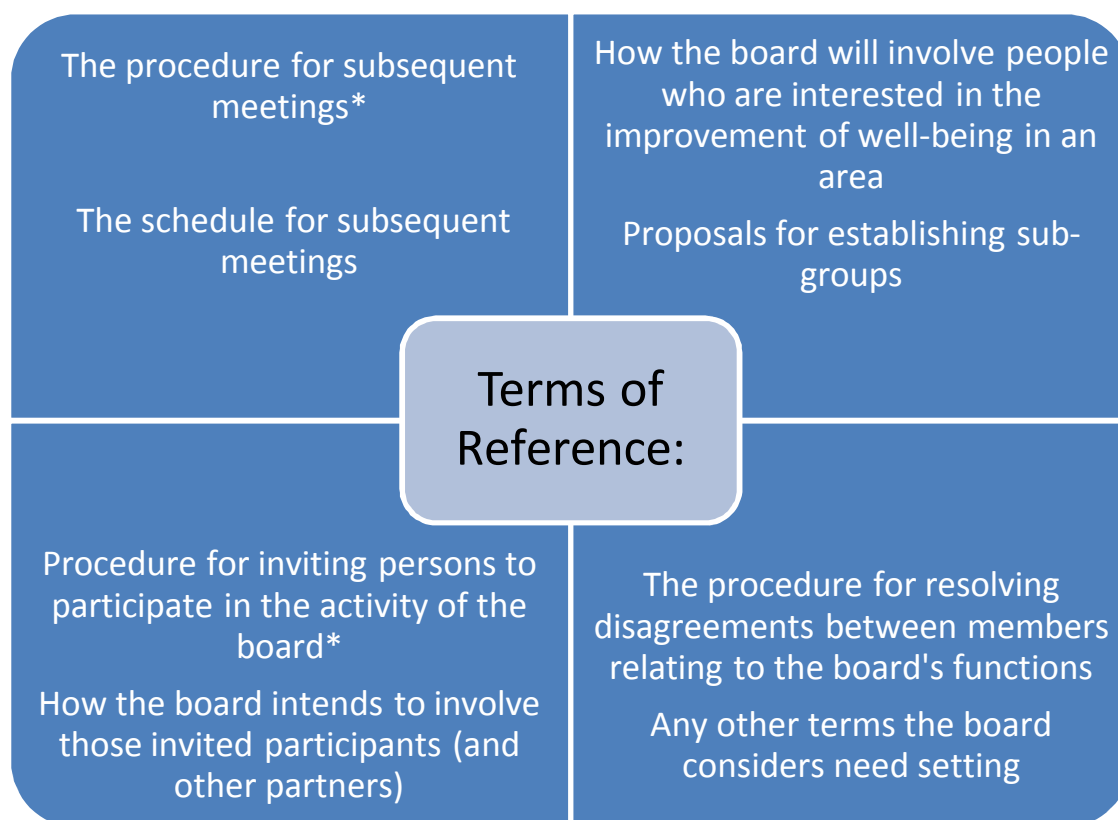 The procedure for subsequent
meetings*
The schedule for subsequent
meetings
How the board will involve people
who are interested in the
improvement of well-being in an
area
Proposals for establishing sub-
groups
Terms of
Reference:
Procedure for inviting persons to
participate in the activity of the
board*
How the board intends to involve
those invited participants (and
other partners)
The procedure for resolving
disagreements between members
relating to the board's functions
Any other terms the board
considers need setting